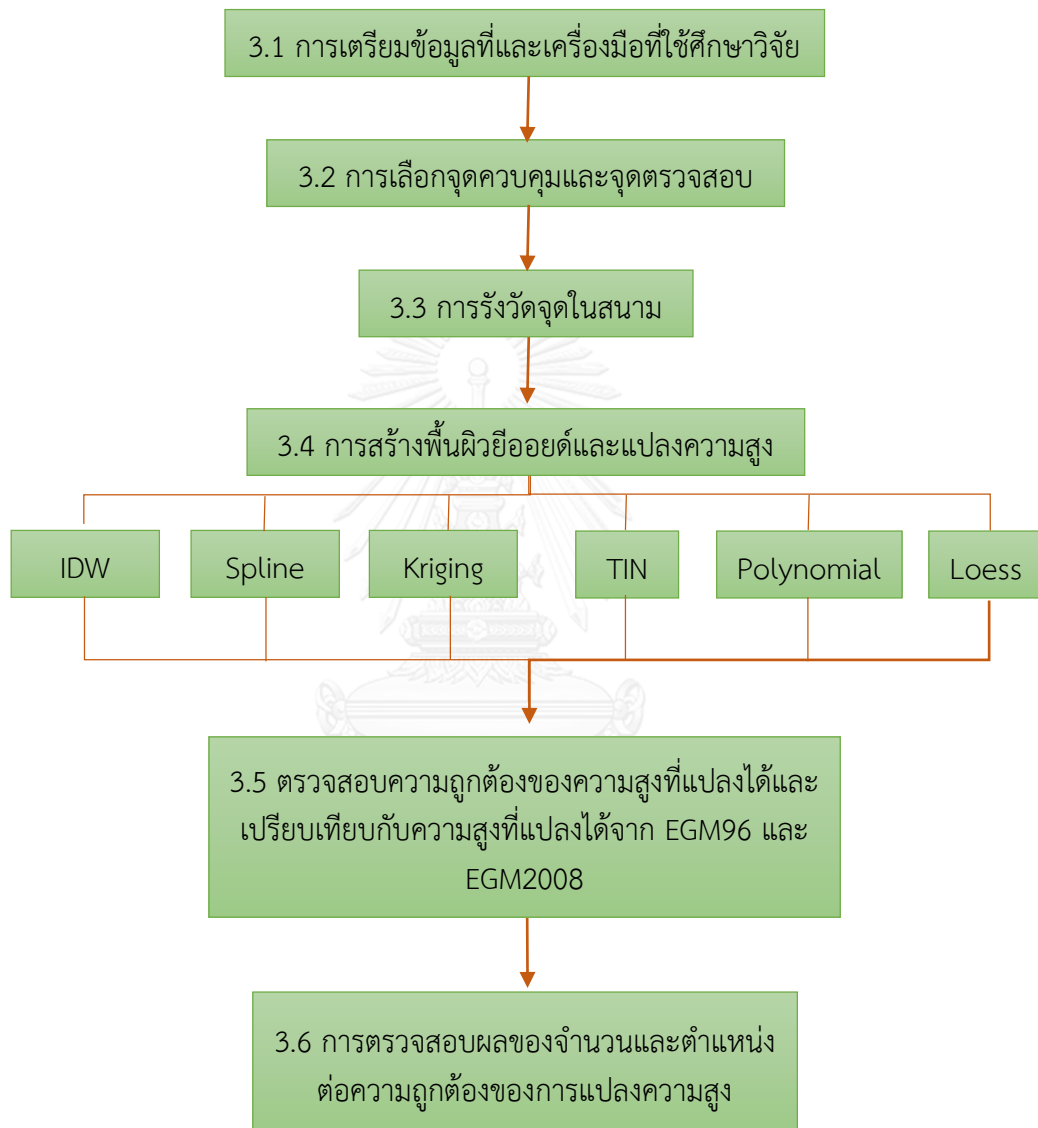 3.1 การเตรียมข้อมูลที่และเครื่องมือที่ใช้ศึกษาวิจัย
3.2 การเลือกจุดควบคุมและจุดตรวจสอบ
3.3 การรังวัดจุดในสนาม
3.4 การสร้างพื้นผิวยีออยด์และแปลงความสูง
IDW
Spline
Kriging
TIN
Polynomial
Loess
3.5 ตรวจสอบความถูกต้องของความสูงที่แปลงได้และ
เปรียบเทียบกับความสูงที่แปลงได้จาก EGM96 และ
EGM2008
3.6 การตรวจสอบผลของจำนวนและตำแหน่ง
ต่อความถูกต้องของการแปลงความสูง